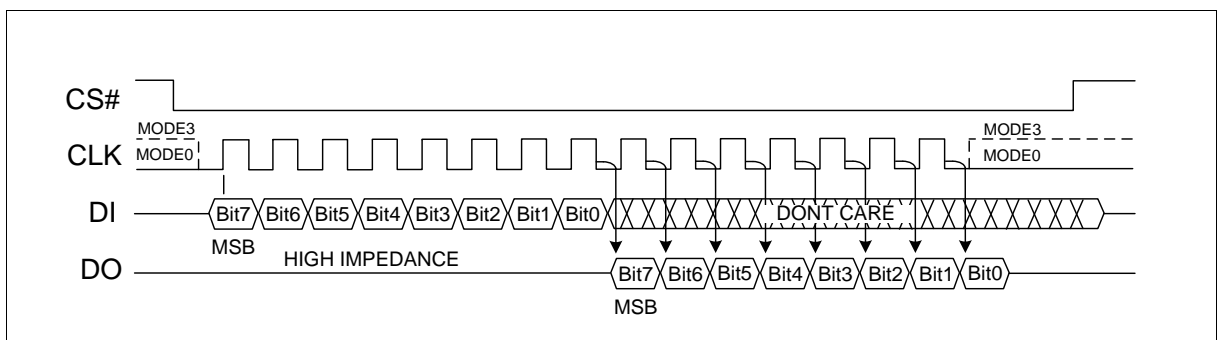 CS#
MODE3
MODE3
CLK
MODE0
MODE0
DI
Bit7 Bit6 Bit5 Bit4 Bit3 Bit2 Bit1 Bit0
DONT CARE
MSB
HIGH IMPEDANCE
DO
Bit7 Bit6 Bit5 Bit4 Bit3 Bit2 Bit1 Bit0
MSB